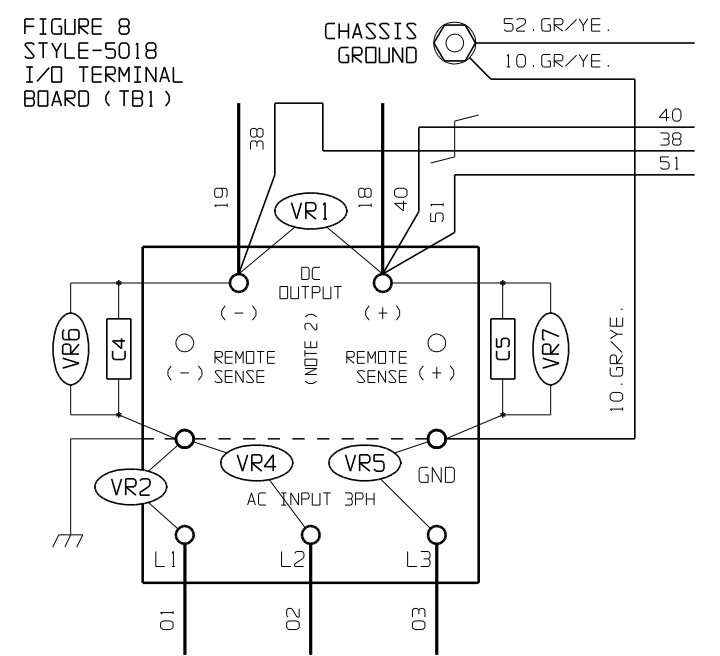 FIGURE 8
STYLE-5018
I/O TERMINAL
BOARD (TB1)
CHASSIS
GROUND
52.GR/YE.
10.GR/YE.
40
38
51
38
19
VR1
18
40
51
DC
OUTPUT
(-)
(+)
10.GR/YE.
VR6
C4
REMOTE
SENSE
(-)
(NOTE 2)
REMOTE
SENSE
(+)
C5
VR7
VR4
VR5
GND
VR2
AC INPUT 3PH
L1
L2
L3
01
02
03